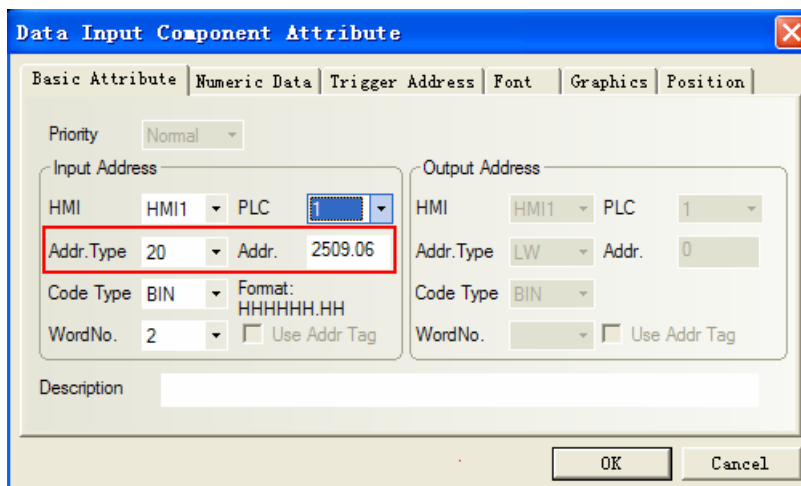 Data Input Component Attribute
Basic Attribute Numeric Data Trigger Address Font Graphics Position
Priority Normal
Input Address
HMI HMI1 PLC 1
Addr.Type 20 Addr. 2509.06
Code Type BIN Format:
HHHHHH.HH
WordNo. 2 Use Addr Tag
Output Address
HMI HMI1 PLC 1
Addr.Type LW Addr. 0
Code Type BIN
WordNo. Use Addr Tag
Description
OK Cancel